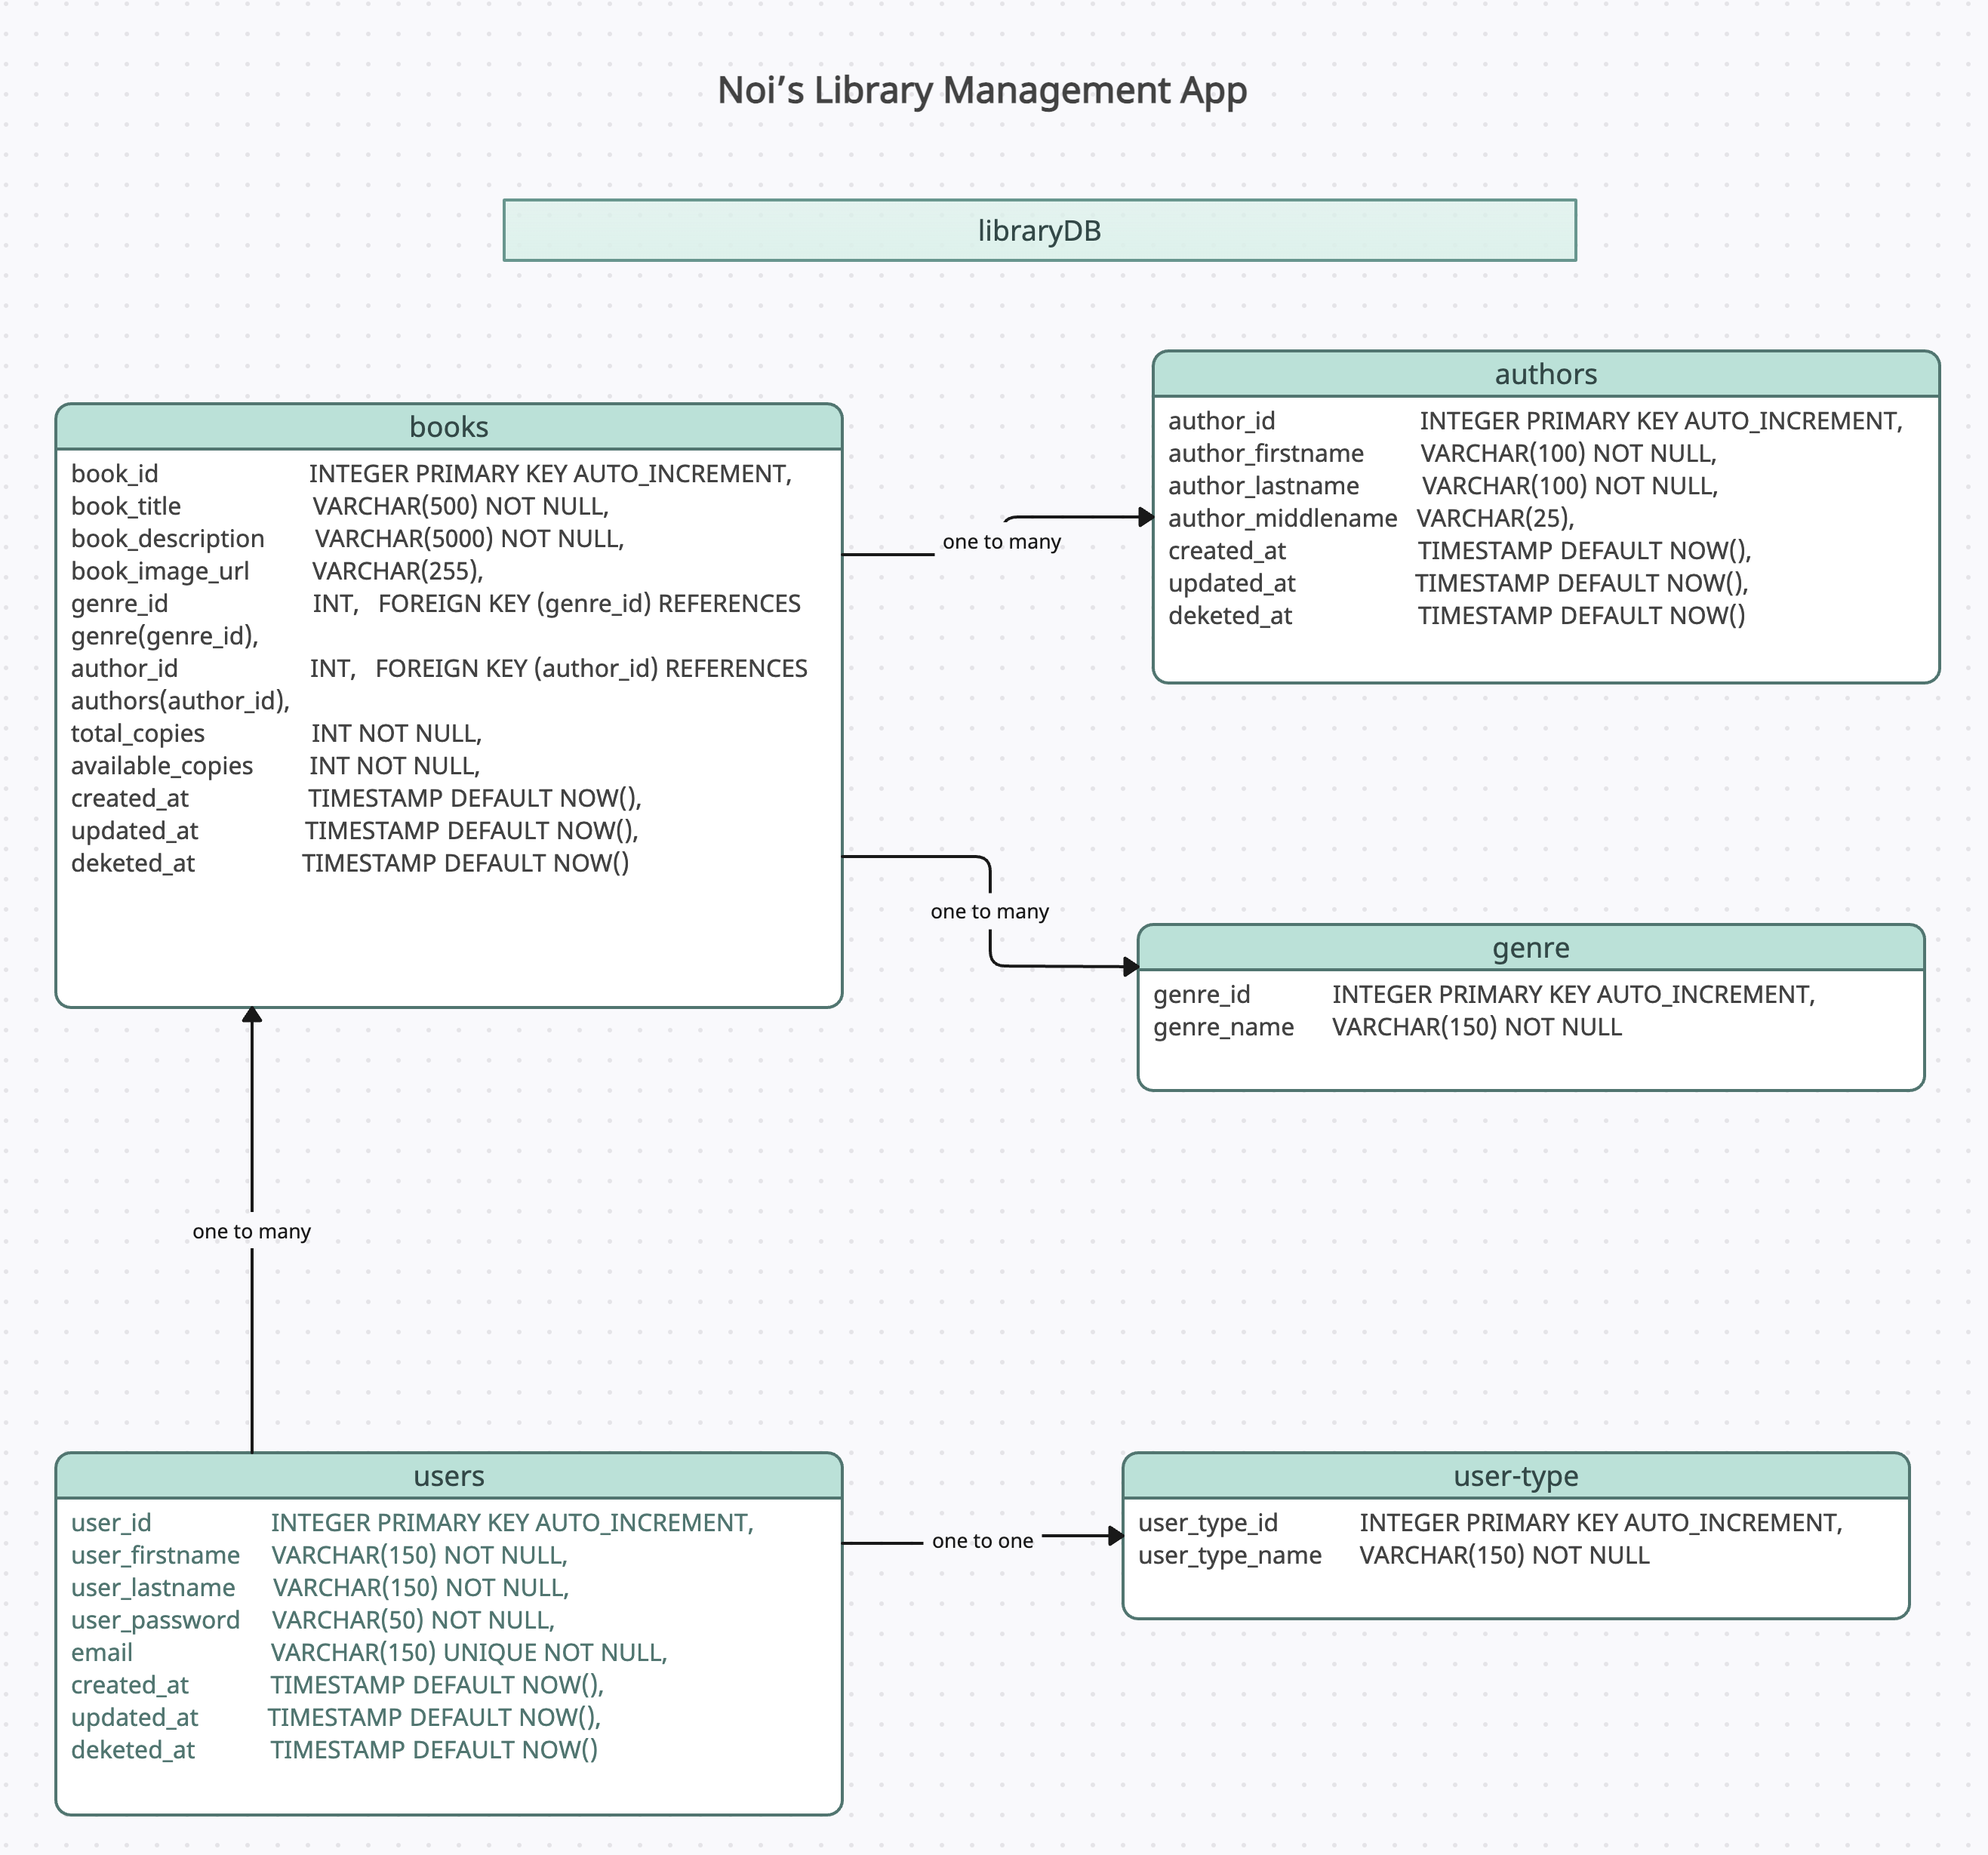 Noi’s Library Management App
libraryDB
books
book_id INTEGER PRIMARY KEY AUTO_INCREMENT,
book_title VARCHAR(500) NOT NULL,
book_description VARCHAR(5000) NOT NULL,
book_image_url VARCHAR(255),
genre_id INT, FOREIGN KEY (genre_id) REFERENCES
genre(genre_id),
author_id INT, FOREIGN KEY (author_id) REFERENCES
authors(author_id),
total_copies INT NOT NULL,
available_copies INT NOT NULL,
created_at TIMESTAMP DEFAULT NOW(),
updated_at TIMESTAMP DEFAULT NOW(),
deketed_at TIMESTAMP DEFAULT NOW()
one to many
authors
author_id INTEGER PRIMARY KEY AUTO_INCREMENT,
author_firstname VARCHAR(100) NOT NULL,
author_lastname VARCHAR(100) NOT NULL,
author_middlename VARCHAR(25),
created_at TIMESTAMP DEFAULT NOW(),
updated_at TIMESTAMP DEFAULT NOW(),
deketed_at TIMESTAMP DEFAULT NOW()
one to many
genre
genre_id INTEGER PRIMARY KEY AUTO_INCREMENT,
genre_name VARCHAR(150) NOT NULL
one to many
users
user_id INTEGER PRIMARY KEY AUTO_INCREMENT,
user_firstname VARCHAR(150) NOT NULL,
user_lastname VARCHAR(150) NOT NULL,
user_password VARCHAR(50) NOT NULL,
email VARCHAR(150) UNIQUE NOT NULL,
created_at TIMESTAMP DEFAULT NOW(),
updated_at TIMESTAMP DEFAULT NOW(),
deketed_at TIMESTAMP DEFAULT NOW()
one to one
user-type
user_type_id INTEGER PRIMARY KEY AUTO_INCREMENT,
user_type_name VARCHAR(150) NOT NULL